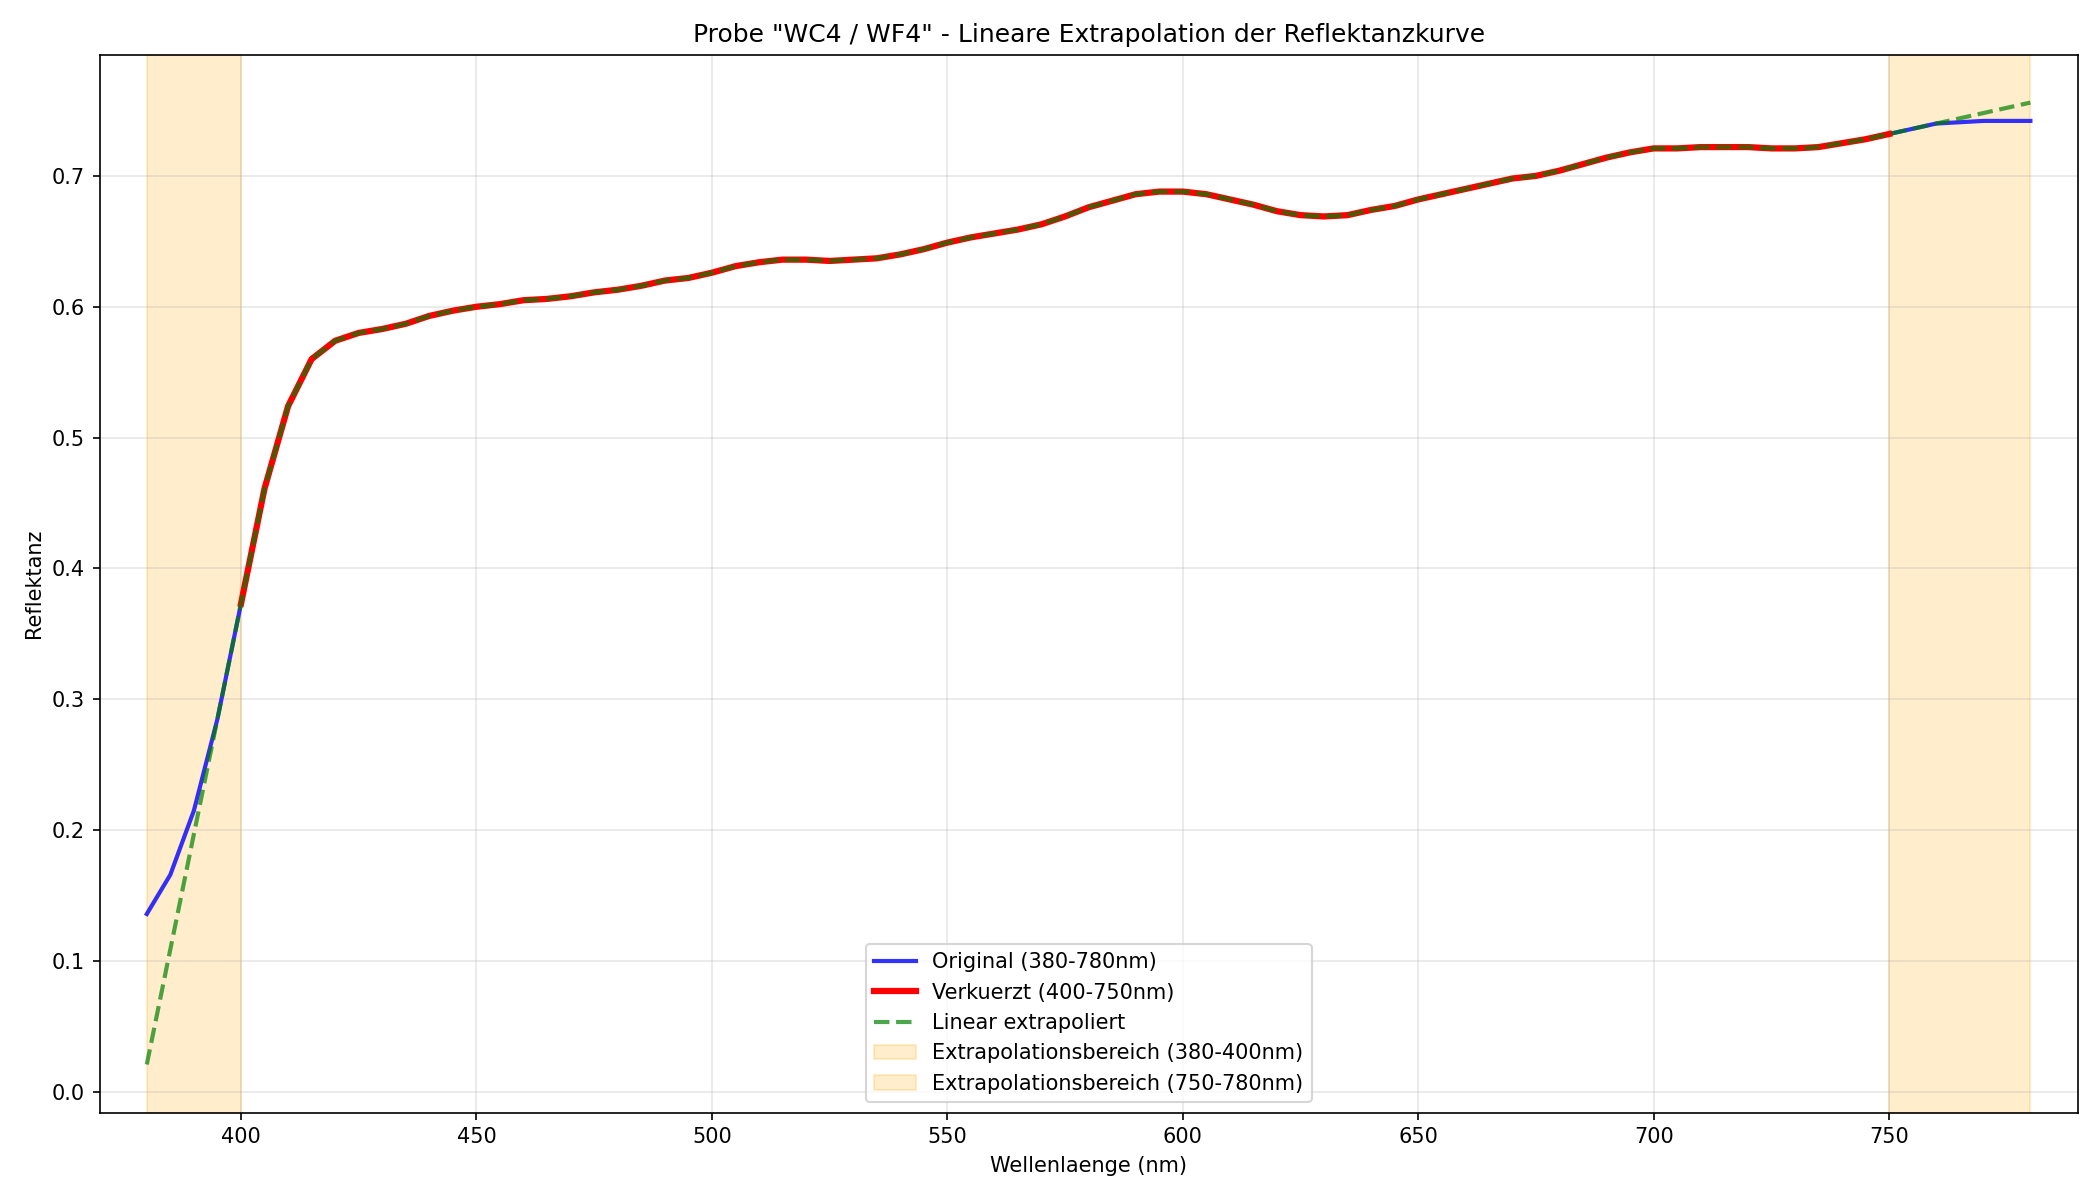 Probe "WC4 / WF4" - Lineare Extrapolation der Reflektanzkurve
Reflektanz
0.7
0.6
0.5
0.4
0.3
0.2
0.1
0.0
Original (380-780nm)
Verkuerzt (400-750nm)
Linear extrapoliert
Extrapolationsbereich (380-400nm)
Extrapolationsbereich (750-780nm)
400 450 500 550 600 650 700 750
Wellenlaenge (nm)